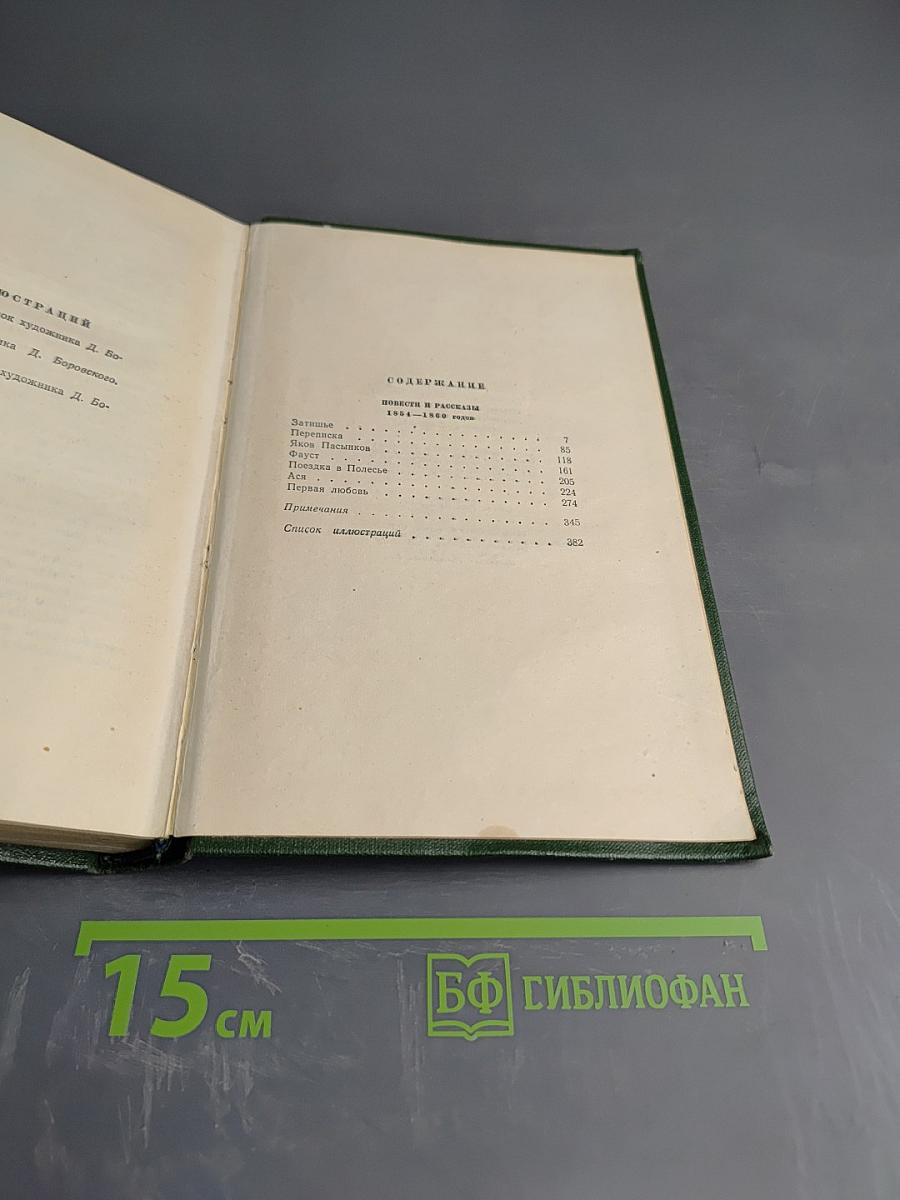 ЮСТРАЦИЙ
ок художника Д. Бо-
ка Д. Боровского.
художника Д. Бо-
СОДЕРЖАНИЕ
ПОВЕСТИ И РАССКАЗЫ
1854—1860 годов
Затишье 7
Переписка 85
Яков Пасынков 118
Фауст 161
Поездка в Полесье 205
Ася 224
Первая любовь 274
Примечания 345
Список иллюстраций 382
15 см
БФ БИБЛИОФАН